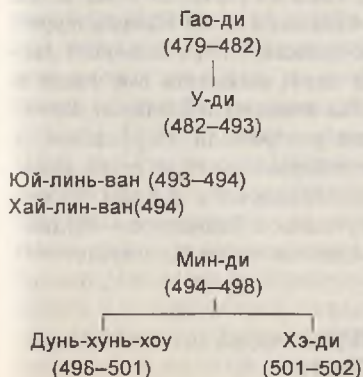 Гао-ди
(479–482)
У-ди
(482–493)
Юй-линь-ван (493–494)
Хай-лин-ван(494)
Мин-ди
(494–498)
Дунь-хунь-хоу Хэ-ди
(498–501) (501–502)